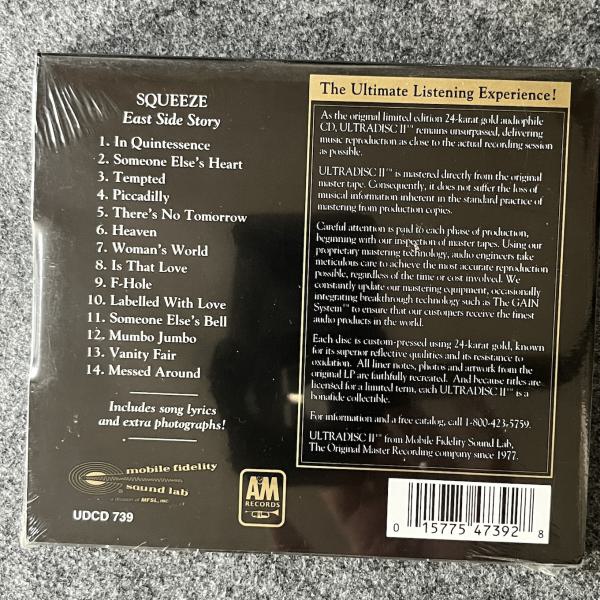 SQUEEZE
East Side Story
1. In Quintessence
2. Someone Else's Heart
3. Tempted
4. Piccadilly
5. There's No Tomorrow
6. Heaven
7. Woman's World
8. Is That Love
9. F-Hole
10. Labelled With Love
11. Someone Else's Bell
12. Mumbo Jumbo
13. Vanity Fair
14. Messed Around
Includes song lyrics
and extra photographs!
mobile fidelity
sound lab
a division of MFSL, INC.
UDCD 739
A&M
RECORDS
The Ultimate Listening Experience!
As the original limited edition 24-karat gold audiophile
CD, ULTRADISC II™ remains unsurpassed, delivering
music reproduction as close to the actual recording session
as possible.
ULTRADISC II™ is mastered directly from the original
master tape. Consequently, it does not suffer the loss of
musical information inherent in the standard practice of
mastering from production copies.
Careful attention is paid to each phase of production,
beginning with our inspection of master tapes. Using our
proprietary mastering technology, audio engineers take
meticulous care to achieve the most accurate reproduction
possible, regardless of the time or cost involved. We
constantly update our mastering equipment, occasionally
integrating breakthrough technology such as The GAIN
System™ to ensure that our customers receive the finest
audio products in the world.
Each disc is custom-pressed using 24-karat gold, known
for its superior reflective qualities and its resistance to
oxidation. All liner notes, photos and artwork from the
original LP are faithfully recreated. And because titles are
licensed for a limited term, each ULTRADISC II™ is a
bonafide collectible.
For information and a free catalog, call 1-800-423-5759.
ULTRADISC II™ from Mobile Fidelity Sound Lab,
The Original Master Recording company since 1977.
0 15775 47392 8